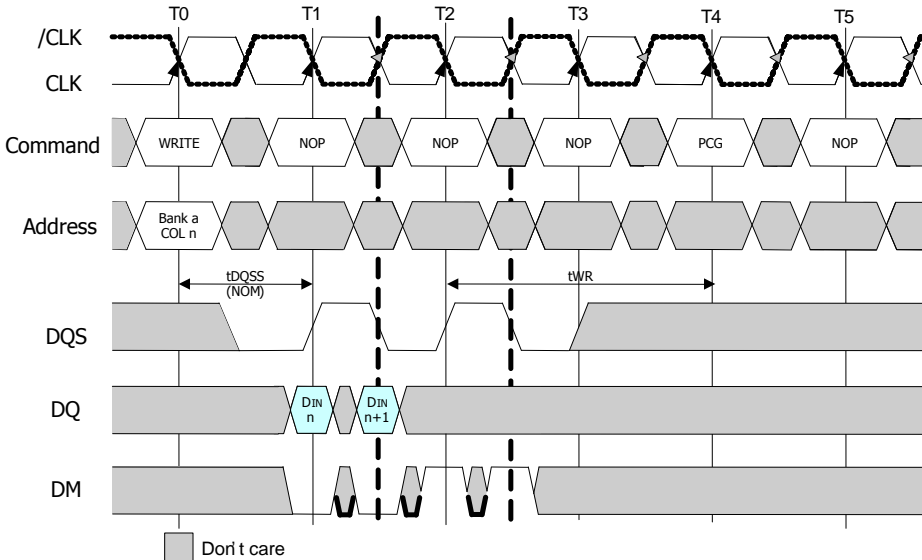 T0 T1 T2 T3 T4 T5
/CLK
CLK
Command WRITE NOP NOP NOP PCG NOP
Address Bank a
COL n
tDQSS
(NOM)
tWR
DQS
DQ DIN
n
DIN
n+1
DM
Don't care